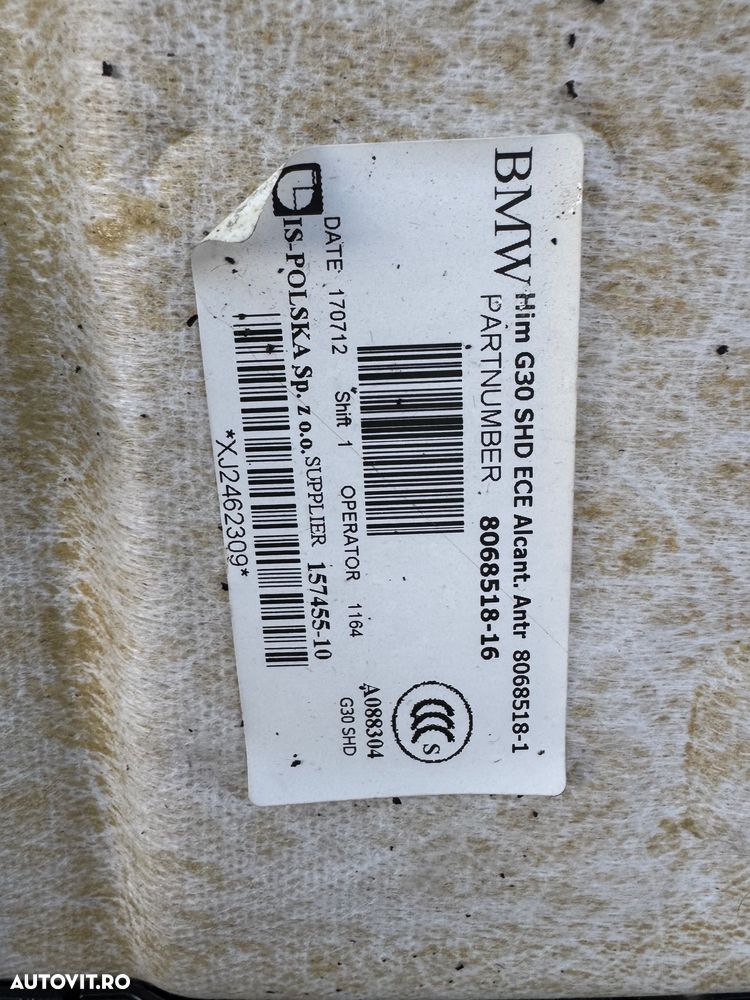 BMW Him G30 SHD ECE Alcant. Antr 8068518-1
PARTNUMBER 8068518-16
DATE 170712 Shift 1 OPERATOR 1164 G30 SHD
IS-POLSKA Sp. z o.o. SUPPLIER 157455-10 A088304
CCC S
*XJ2462309*
AUTOVIT.RO